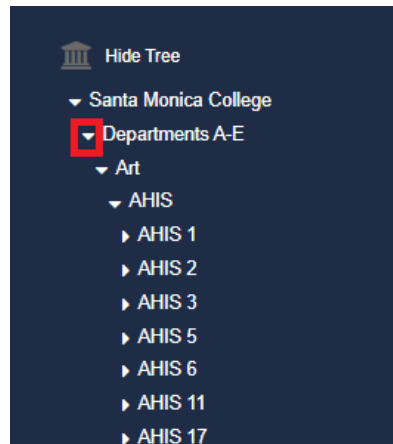 Hide Tree
Santa Monica College
Departments A-E
Art
AHIS
AHIS 1
AHIS 2
AHIS 3
AHIS 5
AHIS 6
AHIS 11
AHIS 17